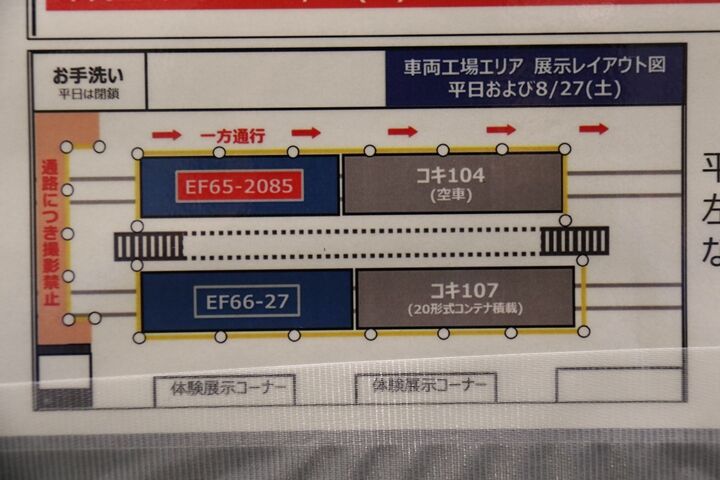 お手洗い
平日は閉鎖
車両工場エリア 展示レイアウト図
平日および8/27(土)
一方通行
通路につき撮影禁止
EF65-2085
コキ104
(空車)
EF66-27
コキ107
(20形式コンテナ積載)
体験展示コーナー
体験展示コーナー
平
左
な